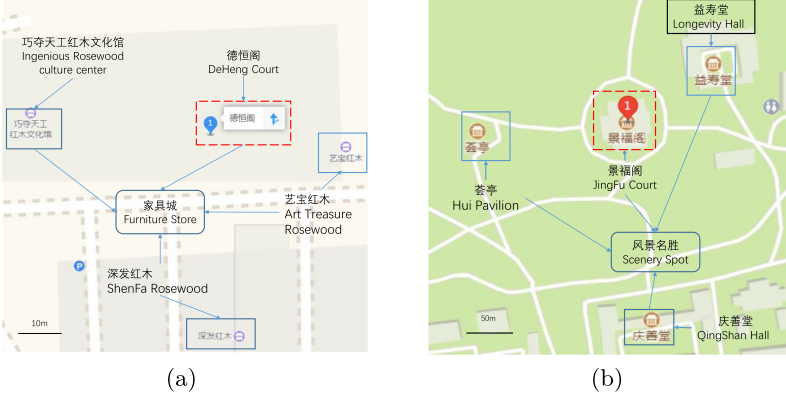 巧夺天工红木文化馆
Ingenious Rosewood
culture center
德恒阁
DeHeng Court
巧夺天工
红木文化馆
1
德恒阁
艺宝红木
家具城
Furniture Store
艺宝红木
Art Treasure
Rosewood
P
深发红木
ShenFa Rosewood
10m
深发红木
(a)
益寿堂
Longevity Hall
益寿堂
1
景福阁
荟亭
景福阁
JingFu Court
荟亭
Hui Pavilion
风景名胜
Scenery Spot
50m
庆善堂
庆善堂
QingShan Hall
(b)